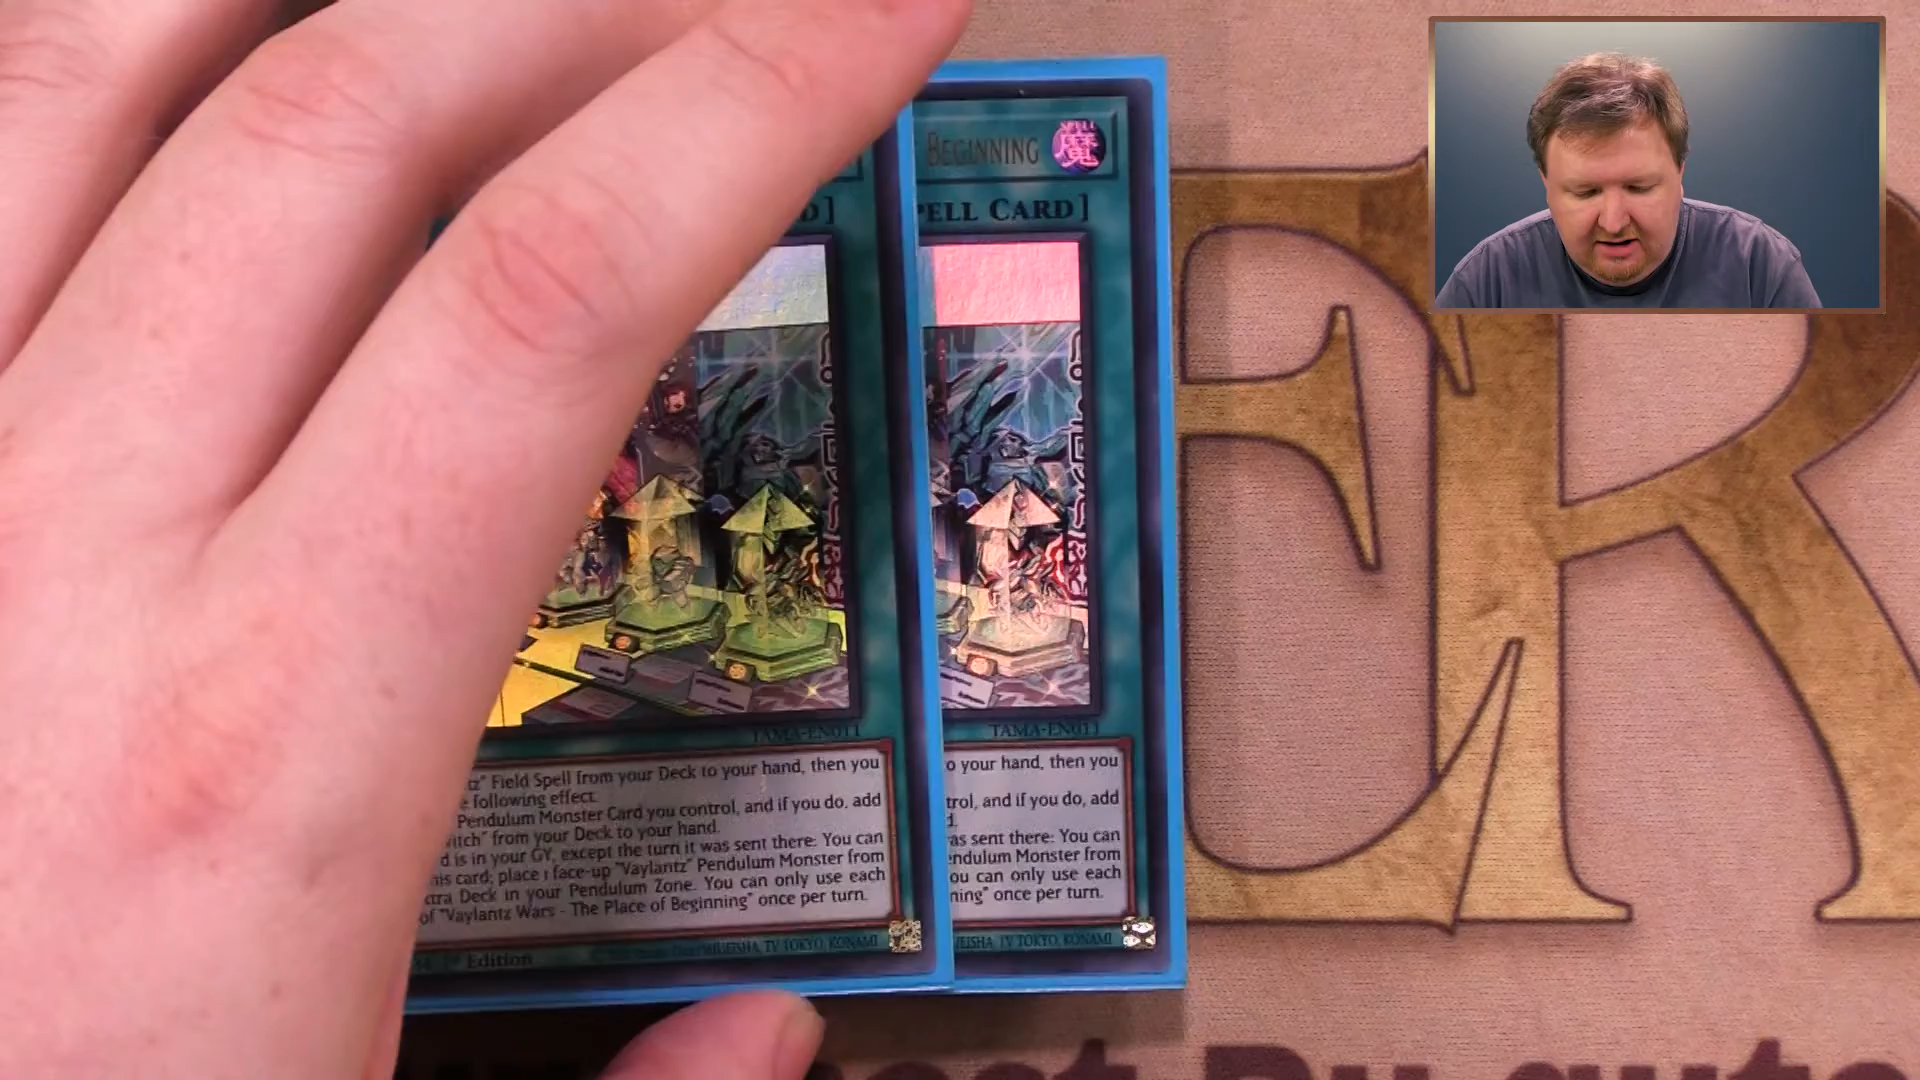 BEGINNING
SPELL
魔
D]
PELL CARD]
TAMA-EN011
TAMA-EN011
tz" Field Spell from your Deck to your hand, then you
e following effect.
Pendulum Monster Card you control, and if you do, add
itch" from your Deck to your hand.
d is in your GY, except the turn it was sent there: You can
his card; place 1 face-up "Vaylantz" Pendulum Monster from
tra Deck in your Pendulum Zone. You can only use each
of "Vaylantz Wars - The Place of Beginning" once per turn.
1st Edition
SHUEISHA, TV TOKYO, KONAMI
o your hand, then you
trol, and if you do, add
d.
as sent there: You can
endulum Monster from
ou can only use each
ning" once per turn.
UEISHA, TV TOKYO, KONAMI
ER